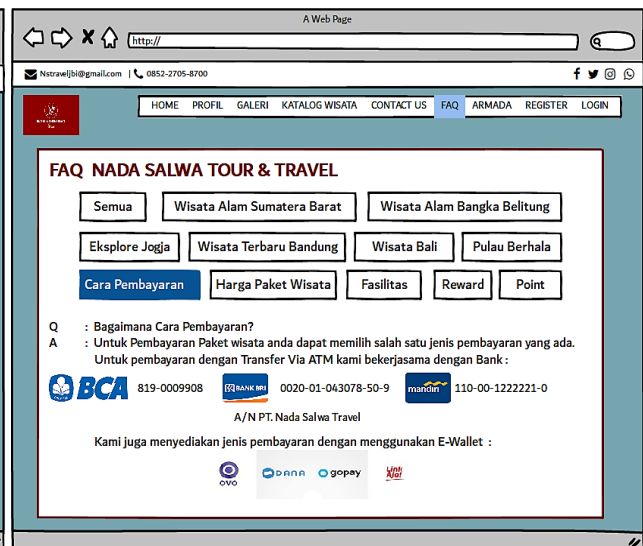 A Web Page
http://
Nstraveljbi@gmail.com | 0852-2705-8700
HOME PROFIL GALERI KATALOG WISATA CONTACT US FAQ ARMADA REGISTER LOGIN
FAQ NADA SALWA TOUR & TRAVEL
Semua Wisata Alam Sumatera Barat Wisata Alam Bangka Belitung
Eksplore Jogja Wisata Terbaru Bandung Wisata Bali Pulau Berhala
Cara Pembayaran Harga Paket Wisata Fasilitas Reward Point
Q : Bagaimana Cara Pembayaran?
A : Untuk Pembayaran Paket wisata anda dapat memilih salah satu jenis pembayaran yang ada.
Untuk pembayaran dengan Transfer Via ATM kami bekerjasama dengan Bank :
BCA 819-0009908 BANK BRI 0020-01-043078-50-9 mandiri 110-00-1222221-0
A/N PT. Nada Salwa Travel
Kami juga menyediakan jenis pembayaran dengan menggunakan E-Wallet :
OVO DANA gopay Link Aja!